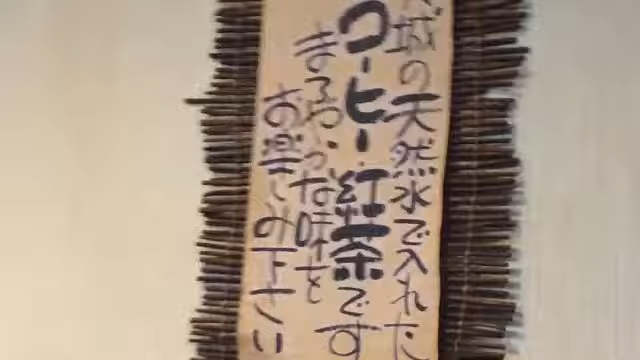 城の天然水で入れた
コーヒー・紅茶です
まろやかな味を
お楽しみ下さい